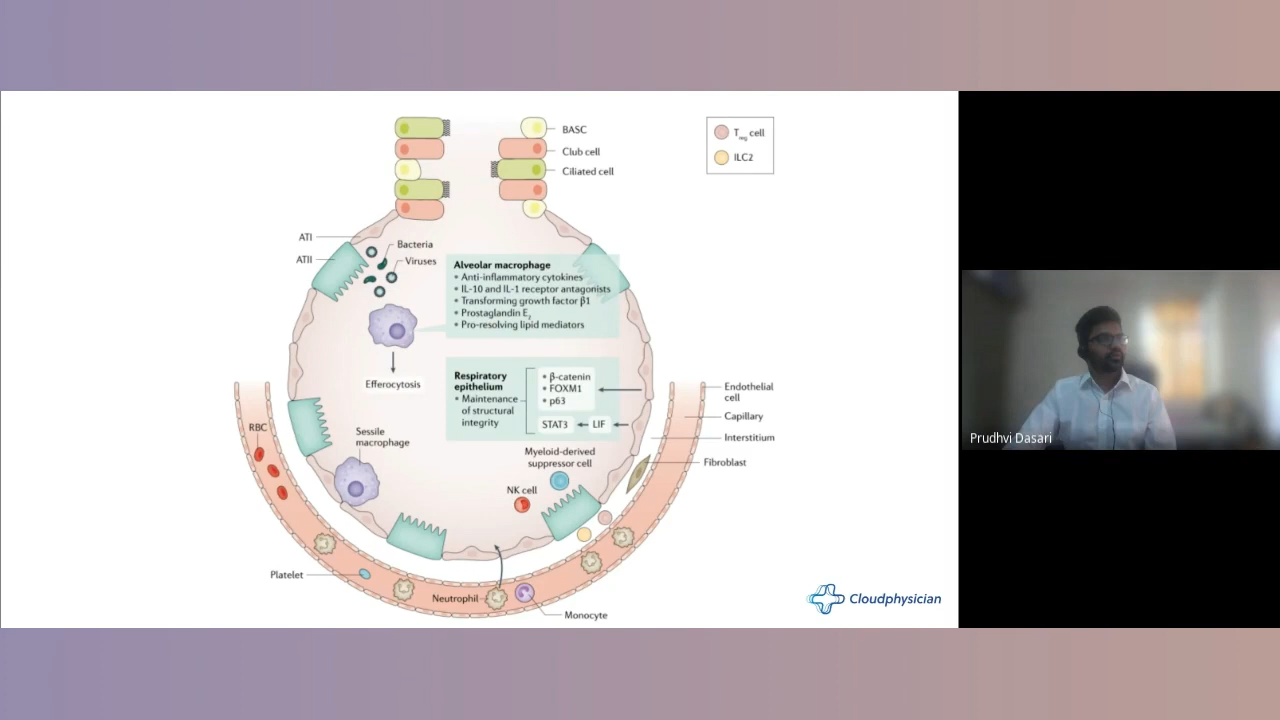 BASC
Club cell
Ciliated cell
T reg cell
ILC2
ATI
ATII
Bacteria
Viruses
Alveolar macrophage
• Anti-inflammatory cytokines
• IL-10 and IL-1 receptor antagonists
• Transforming growth factor β1
• Prostaglandin E2
• Pro-resolving lipid mediators
Efferocytosis
Respiratory
epithelium
• Maintenance
of structural
integrity
• β-catenin
• FOXM1
• p63
STAT3
LIF
Endothelial
cell
Capillary
Interstitium
Fibroblast
RBC
Sessile
macrophage
Myeloid-derived
suppressor cell
NK cell
Platelet
Neutrophil
Monocyte
Cloudphysician
Prudhvi Dasari